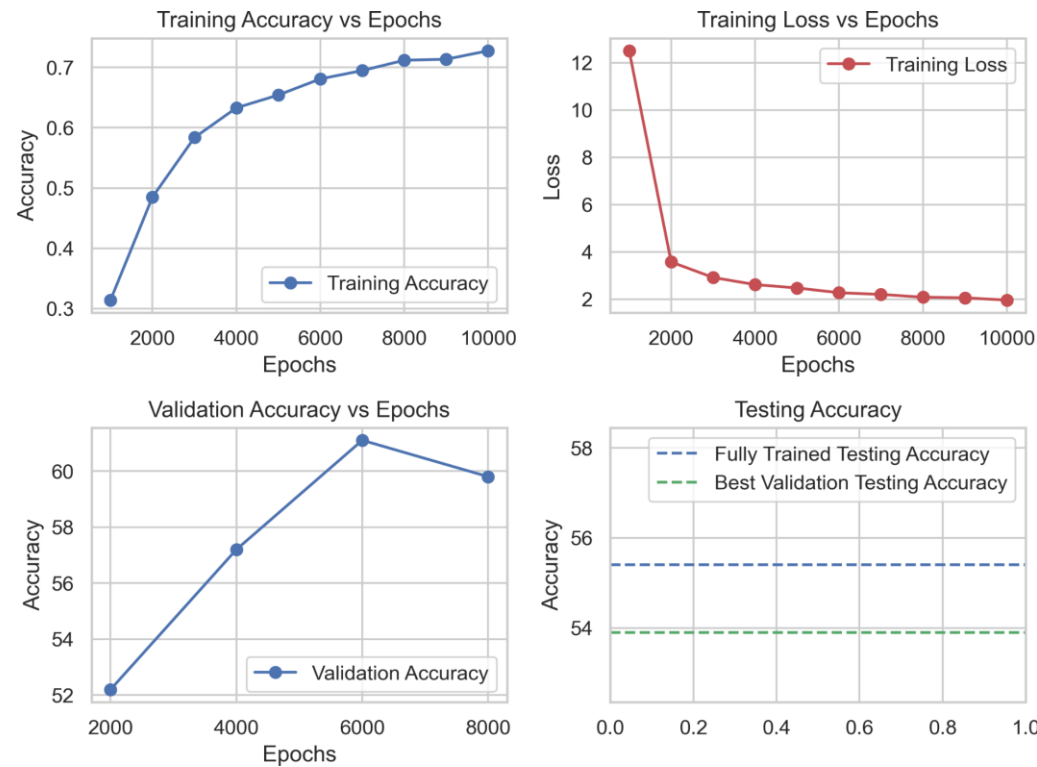 Training Accuracy vs Epochs
0.7
0.6
0.5
0.4
0.3
Accuracy
Training Accuracy
2000 4000 6000 8000 10000
Epochs
Training Loss vs Epochs
12
10
8
6
4
2
Loss
Training Loss
2000 4000 6000 8000 10000
Epochs
Validation Accuracy vs Epochs
60
58
56
54
52
Accuracy
Validation Accuracy
2000 4000 6000 8000
Epochs
Testing Accuracy
58
56
54
Accuracy
Fully Trained Testing Accuracy
Best Validation Testing Accuracy
0.0 0.2 0.4 0.6 0.8 1.0